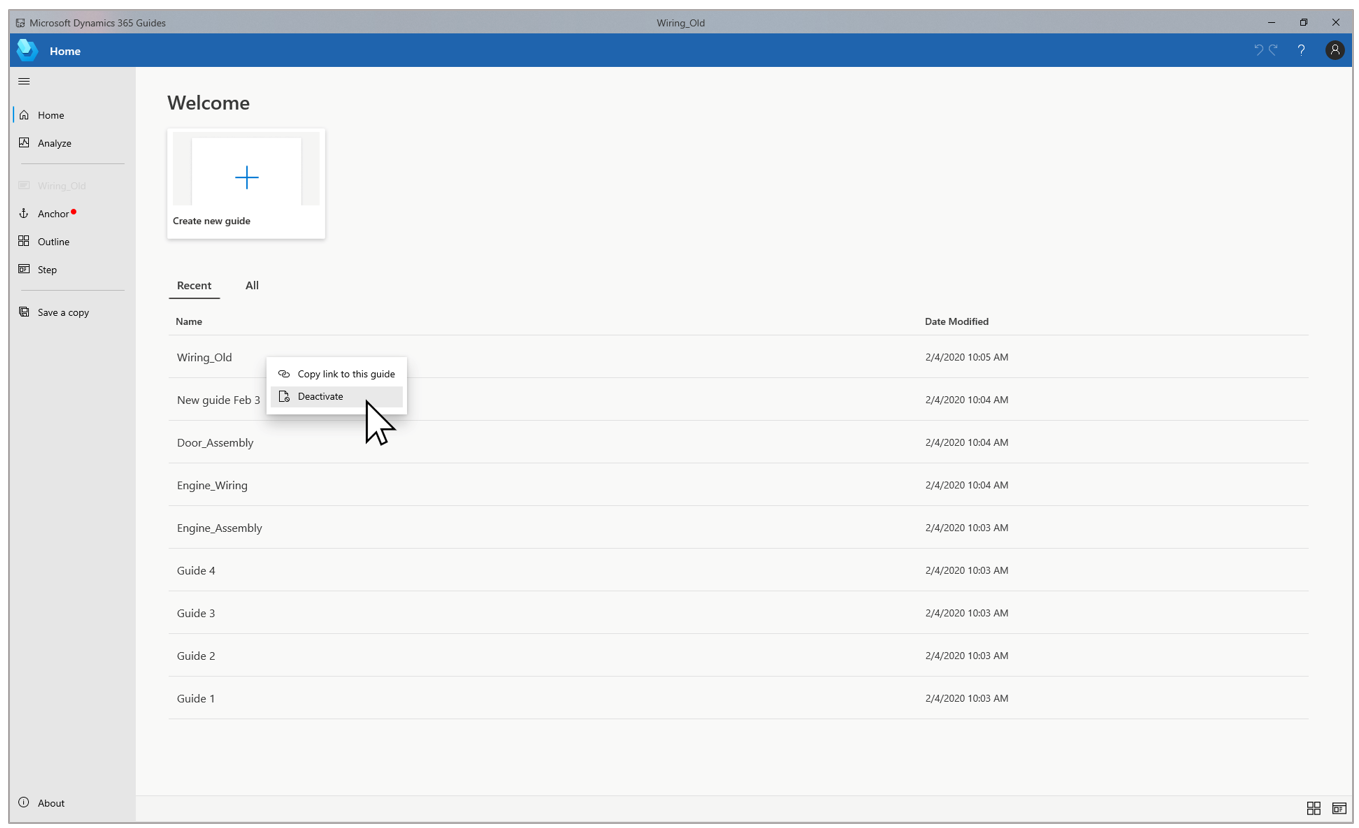 Microsoft Dynamics 365 Guides
Wiring_Old
Home
?
Home
Analyze
Wiring_Old
Anchor
Outline
Step
Save a copy
About
Welcome
Create new guide
Recent All
Name Date Modified
Wiring_Old 2/4/2020 10:05 AM
Copy link to this guide
Deactivate
New guide Feb 3 2/4/2020 10:04 AM
Door_Assembly 2/4/2020 10:04 AM
Engine_Wiring 2/4/2020 10:04 AM
Engine_Assembly 2/4/2020 10:03 AM
Guide 4 2/4/2020 10:03 AM
Guide 3 2/4/2020 10:03 AM
Guide 2 2/4/2020 10:03 AM
Guide 1 2/4/2020 10:03 AM